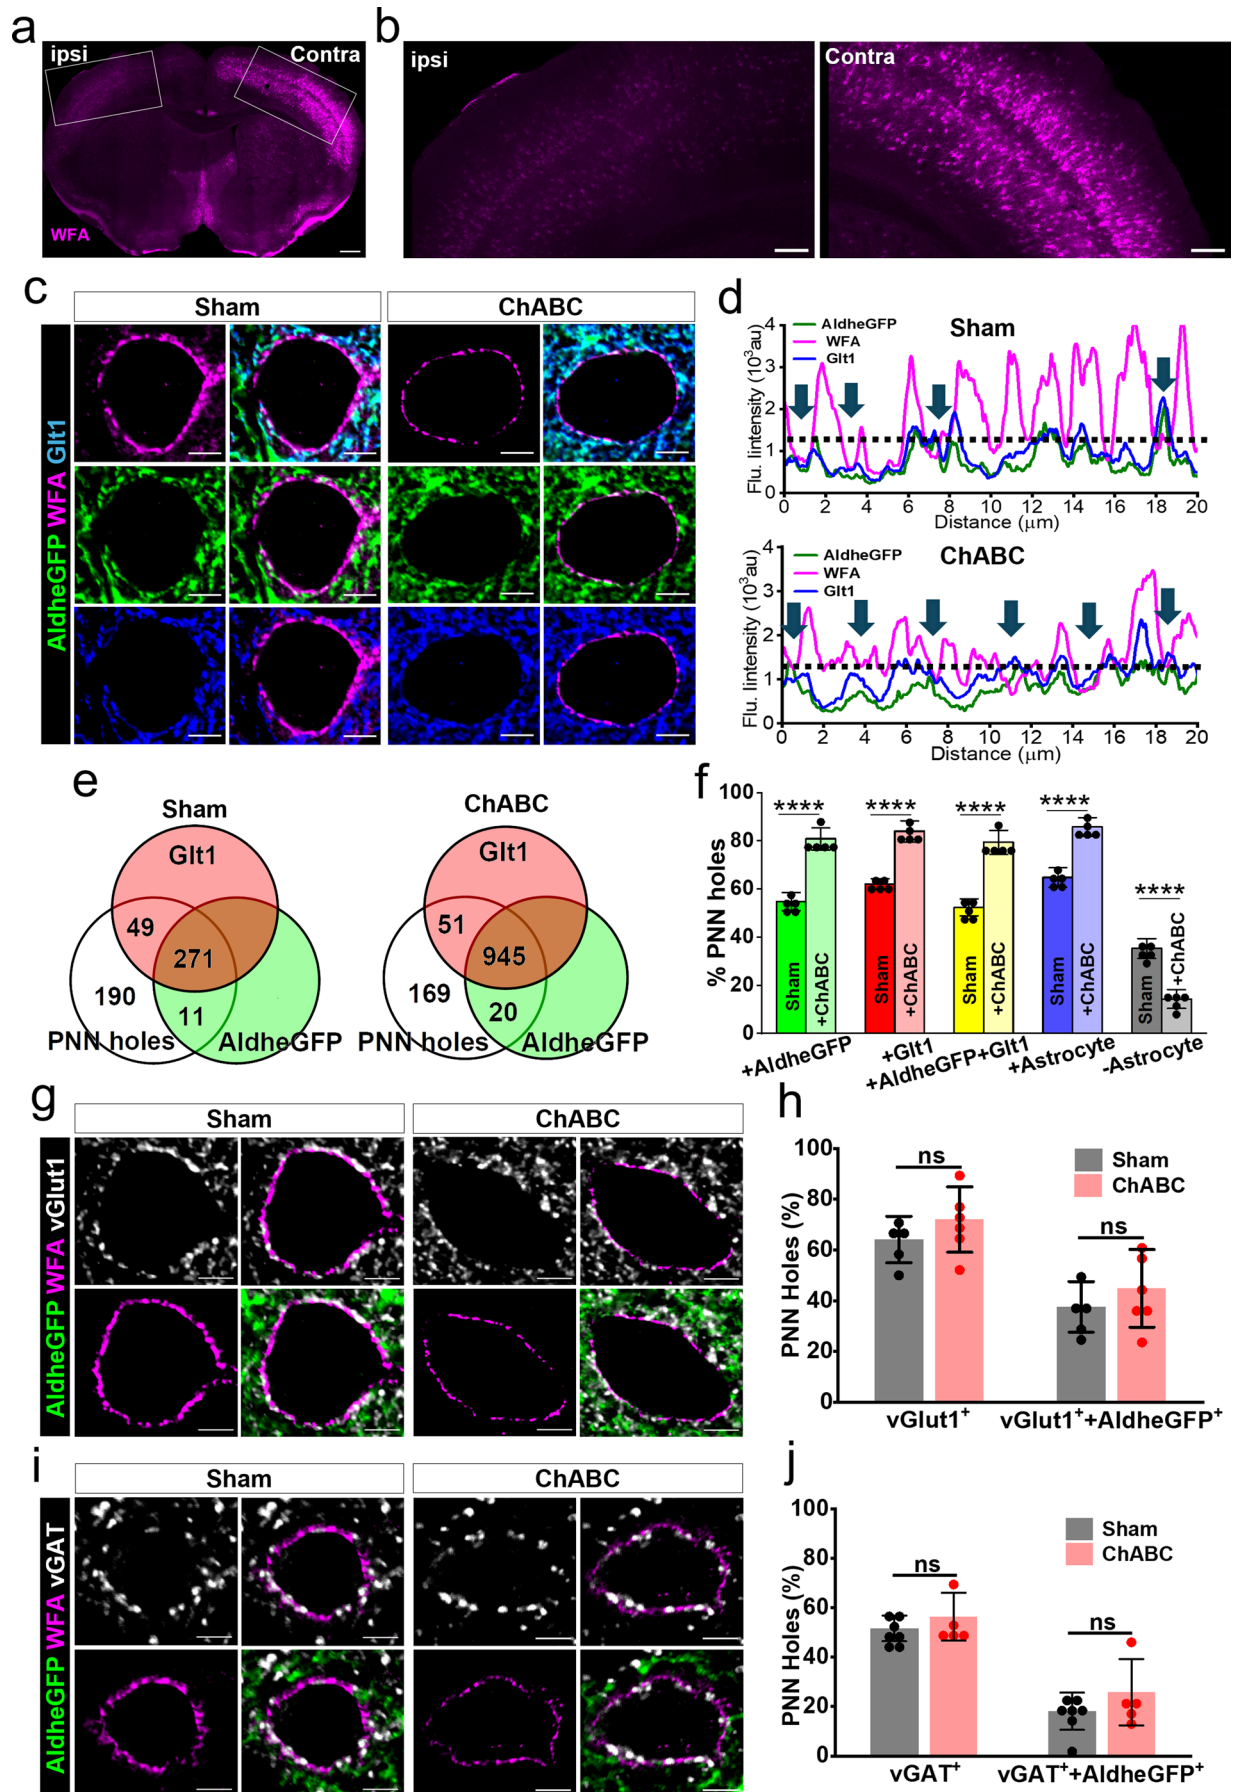 a
b
ipsi
Contra
WFA
ipsi
Contra
c
Sham
ChABC
AldheGFP WFA Glt1
d
AldheGFP
WFA
Glt1
Sham
Flu. Iintensity (10³au)
4
3
2
1
0
0 2 4 6 8 10 12 14 16 18 20
Distance (μm)
AldheGFP
WFA
Glt1
ChABC
Flu. Iintensity (10³au)
4
3
2
1
0
0 2 4 6 8 10 12 14 16 18 20
Distance (μm)
e
Sham
Glt1
49
271
190
11
PNN holes
AldheGFP
ChABC
Glt1
51
945
169
20
PNN holes
AldheGFP
f
% PNN holes
100
80
60
40
20
0
**** **** **** **** ****
Sham +ChABC Sham +ChABC Sham +ChABC Sham +ChABC Sham +ChABC
+AldheGFP
+Glt1
+AldheGFP+Glt1
+Astrocyte
-Astrocyte
g
Sham
ChABC
AldheGFP WFA vGlut1
h
PNN Holes (%)
100
80
60
40
20
0
ns
ns
Sham
ChABC
vGlut1⁺ vGlut1⁺+AldheGFP⁺
i
Sham
ChABC
AldheGFP WFA vGAT
j
PNN Holes (%)
100
80
60
40
20
0
ns
ns
Sham
ChABC
vGAT⁺ vGAT⁺+AldheGFP⁺